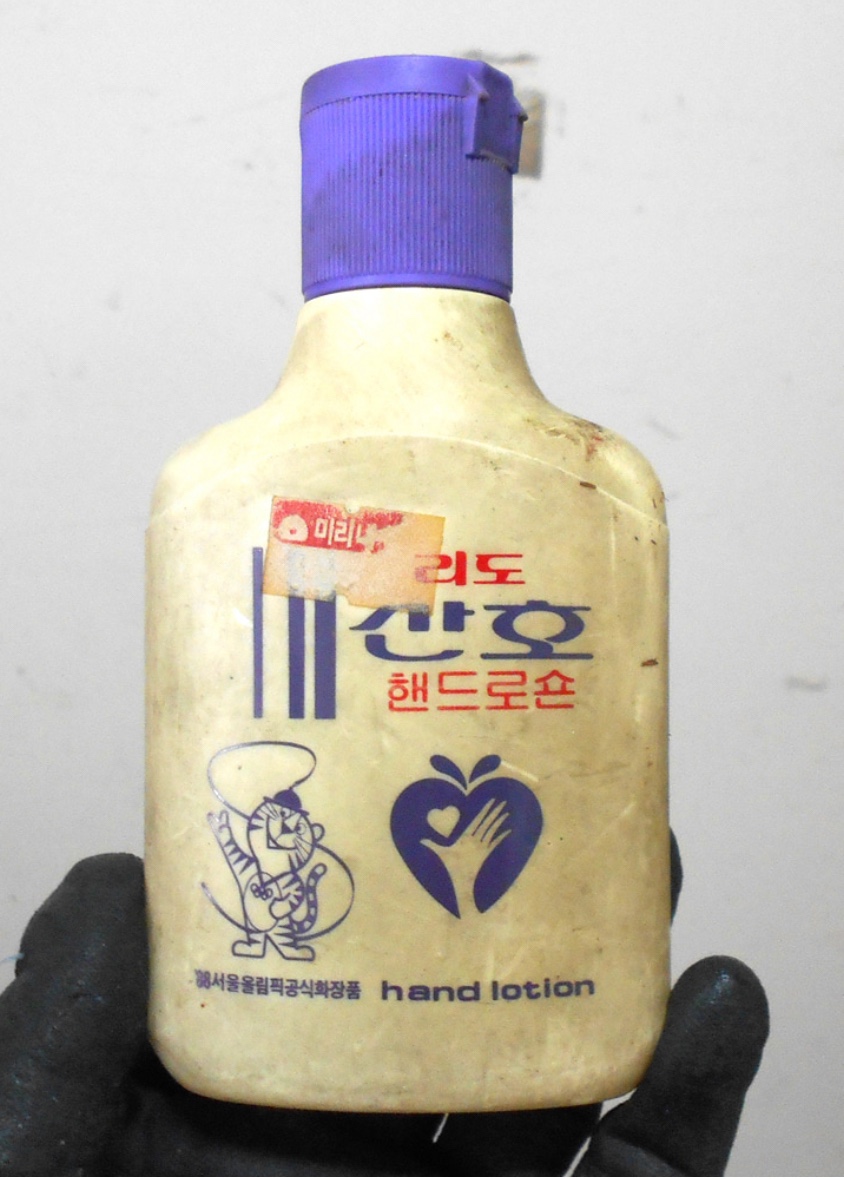 미리
리도
산호
핸드로숀
'88서울올림픽공식화장품
hand lotion